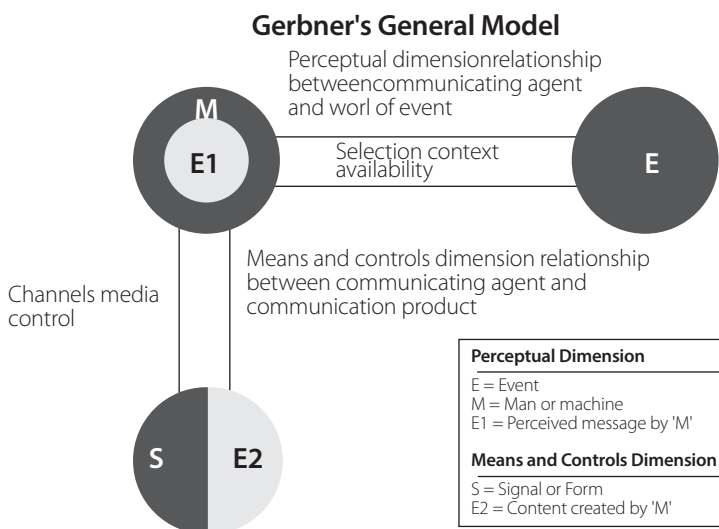 Gerbner's General Model
Perceptual dimensionrelationship
betweencommunicating agent
and worl of event
M
E1
Selection context
availability
E
Means and controls dimension relationship
between communicating agent and
communication product
Channels media
control
S
E2
Perceptual Dimension
E = Event
M = Man or machine
E1 = Perceived message by 'M'
Means and Controls Dimension
S = Signal or Form
E2 = Content created by 'M'